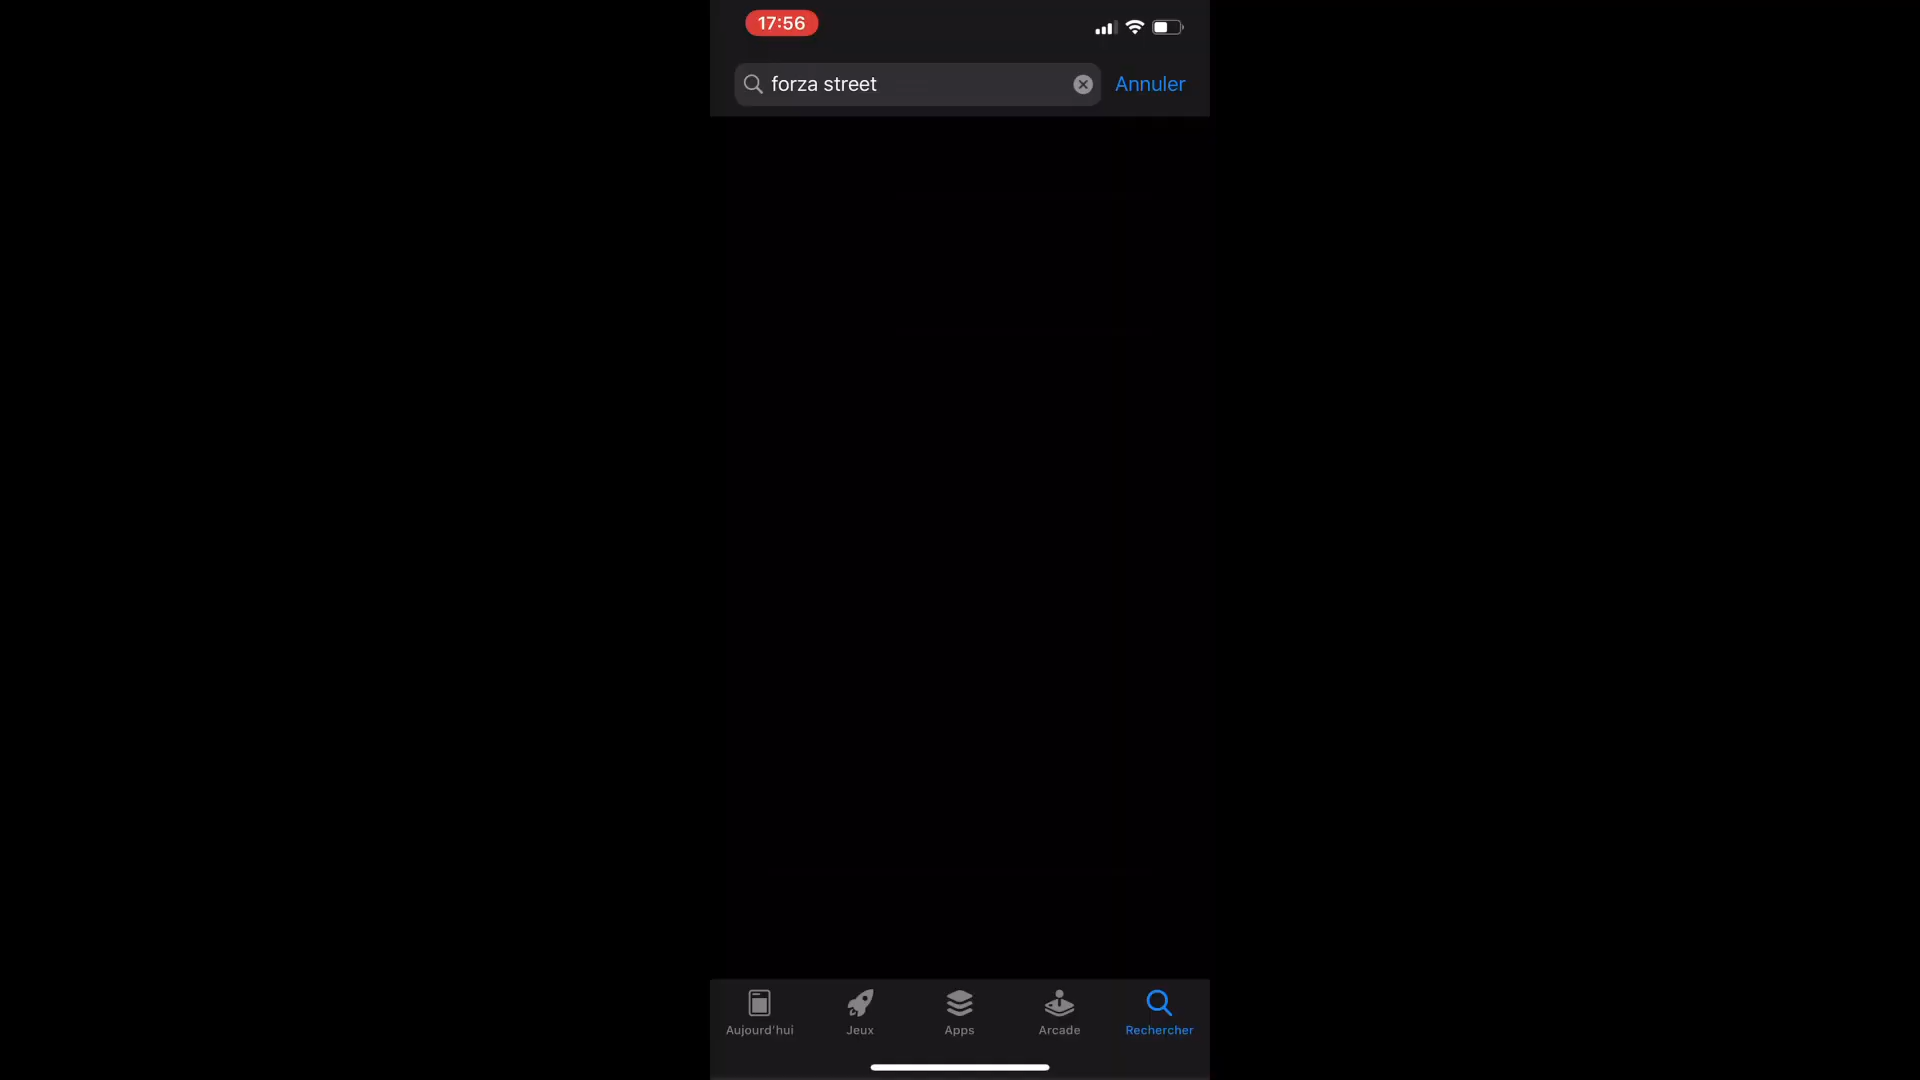 17:56
forza street
Annuler
Aujourd'hui
Jeux
Apps
Arcade
Rechercher